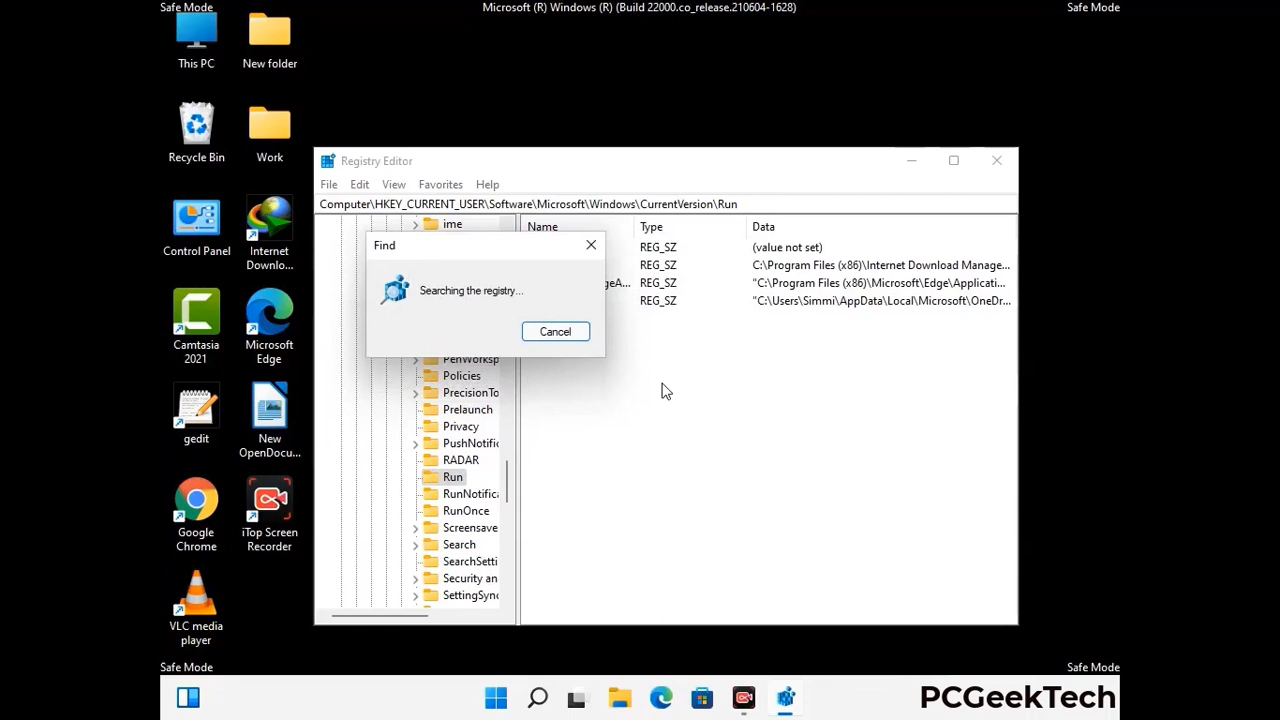 Safe Mode
Microsoft (R) Windows (R) (Build 22000.co_release.210604-1628)
Safe Mode
This PC
New folder
Recycle Bin
Work
Control Panel
Internet
Downlo...
Camtasia
2021
Microsoft
Edge
gedit
New
OpenDocu...
Google
Chrome
iTop Screen
Recorder
VLC media
player
Registry Editor
File Edit View Favorites Help
Computer\HKEY_CURRENT_USER\Software\Microsoft\Windows\CurrentVersion\Run
ime
Policies
PrecisionTo
Prelaunch
Privacy
PushNotific
RADAR
Run
RunNotifica
RunOnce
Screensave
Search
SearchSetti
Security an
SettingSync
Name Type Data
REG_SZ (value not set)
REG_SZ C:\Program Files (x86)\Internet Download Manage...
geA... REG_SZ "C:\Program Files (x86)\Microsoft\Edge\Applicati...
REG_SZ "C:\Users\Simmi\AppData\Local\Microsoft\OneDr...
Find
Searching the registry...
Cancel
Safe Mode
Safe Mode
PCGeekTech